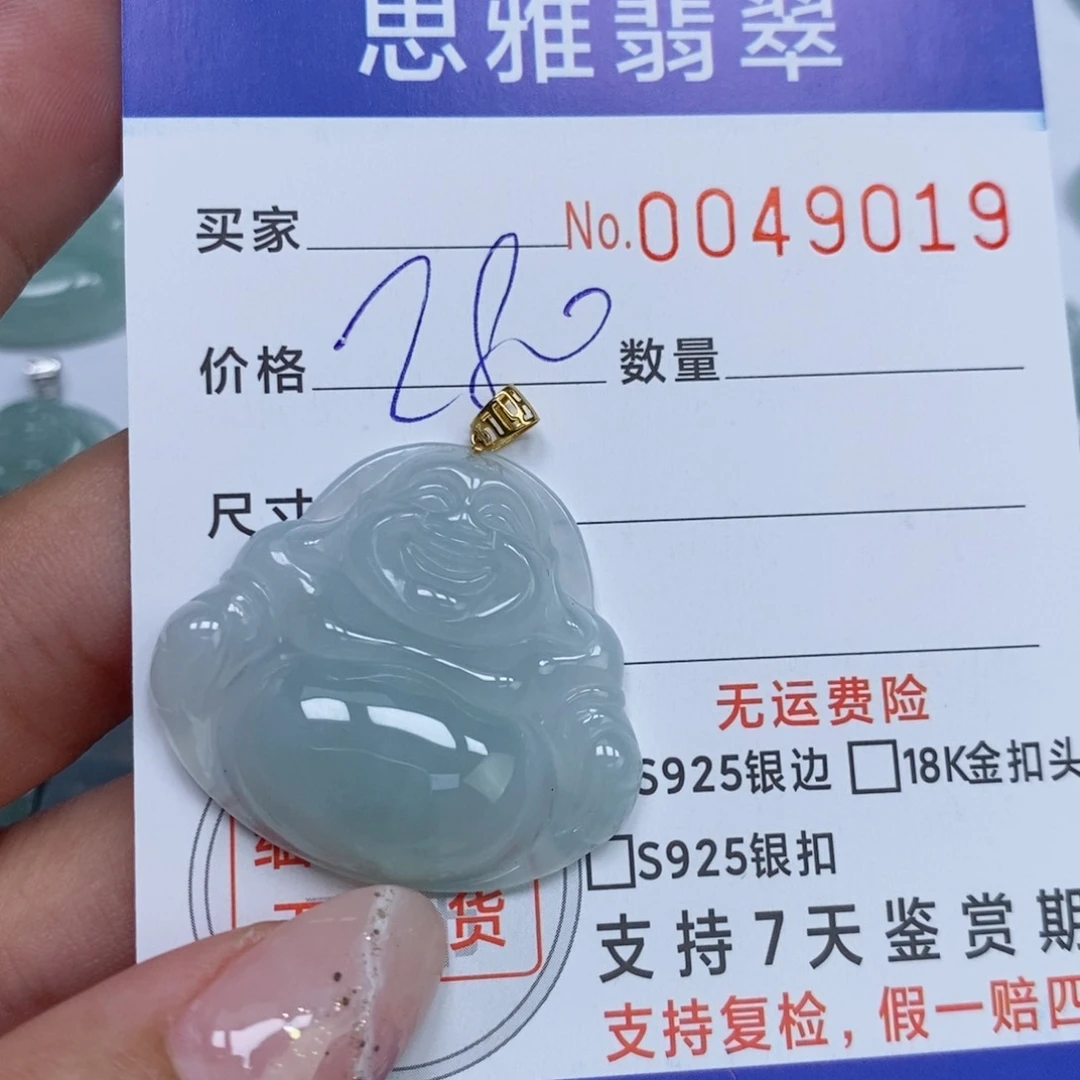 思雅翡翠
买家 No.0049019
价格 280 数量
尺寸
无运费险
S925银边 □18K金扣头
□S925银扣
货
支持7天鉴赏期
支持复检，假一赔四